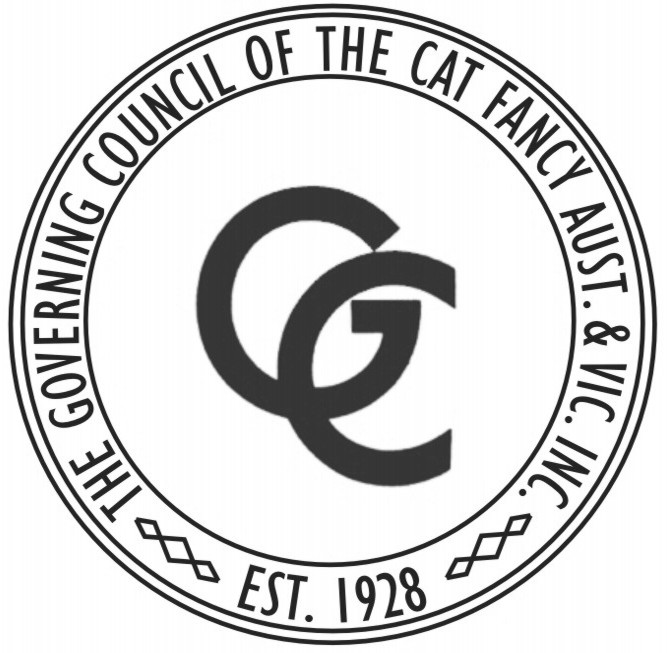 THE GOVERNING COUNCIL OF THE CAT FANCY AUST. & VIC. INC.
GC
EST. 1928